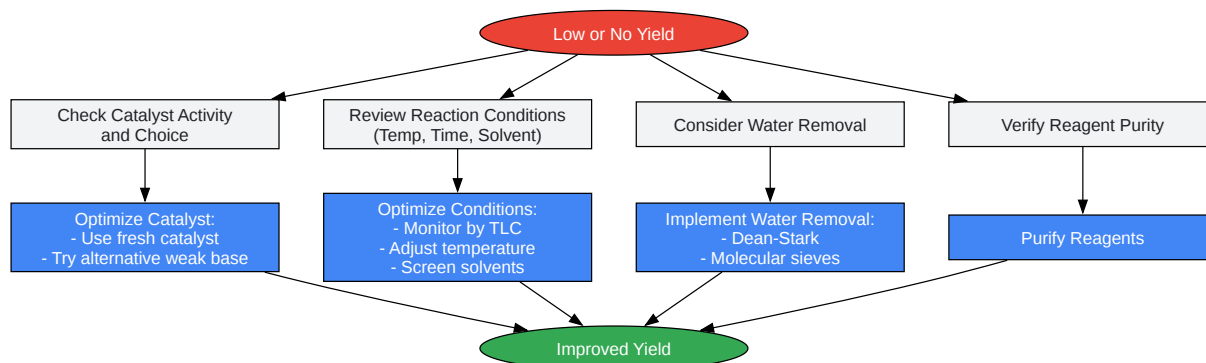 Low or No Yield
Check Catalyst Activity
and Choice
Review Reaction Conditions
(Temp, Time, Solvent)
Consider Water Removal
Verify Reagent Purity
Optimize Catalyst:
- Use fresh catalyst
- Try alternative weak base
Optimize Conditions:
- Monitor by TLC
- Adjust temperature
- Screen solvents
Implement Water Removal:
- Dean-Stark
- Molecular sieves
Purify Reagents
Improved Yield